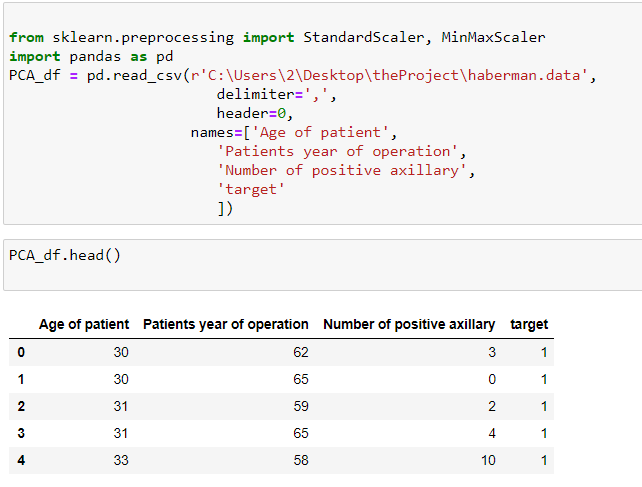 from sklearn.preprocessing import StandardScaler, MinMaxScaler
import pandas as pd
PCA_df = pd.read_csv(r'C:\Users\2\Desktop\theProject\haberman.data',
delimiter=',',
header=0,
names=['Age of patient',
'Patients year of operation',
'Number of positive axillary',
'target'
])
PCA_df.head()
Age of patient Patients year of operation Number of positive axillary target
0 30 62 3 1
1 30 65 0 1
2 31 59 2 1
3 31 65 4 1
4 33 58 10 1